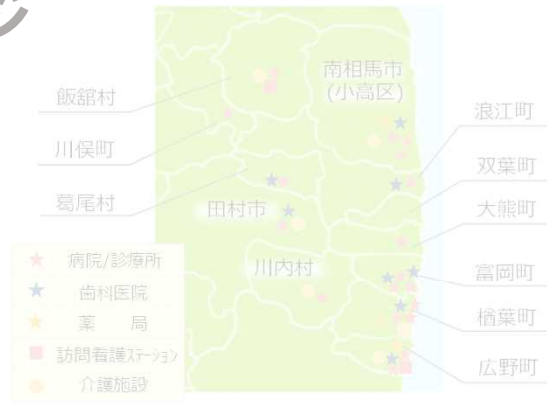 飯舘村
川俣町
葛尾村
南相馬市
(小高区)
田村市
川内村
浪江町
双葉町
大熊町
富岡町
楢葉町
広野町
病院/診療所
歯科医院
薬 局
訪問看護ステーション
介護施設